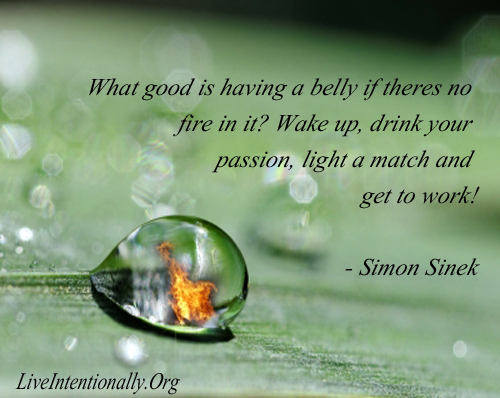 What good is having a belly if theres no
fire in it? Wake up, drink your
passion, light a match and
get to work!
- Simon Sinek
LiveIntentionally.Org